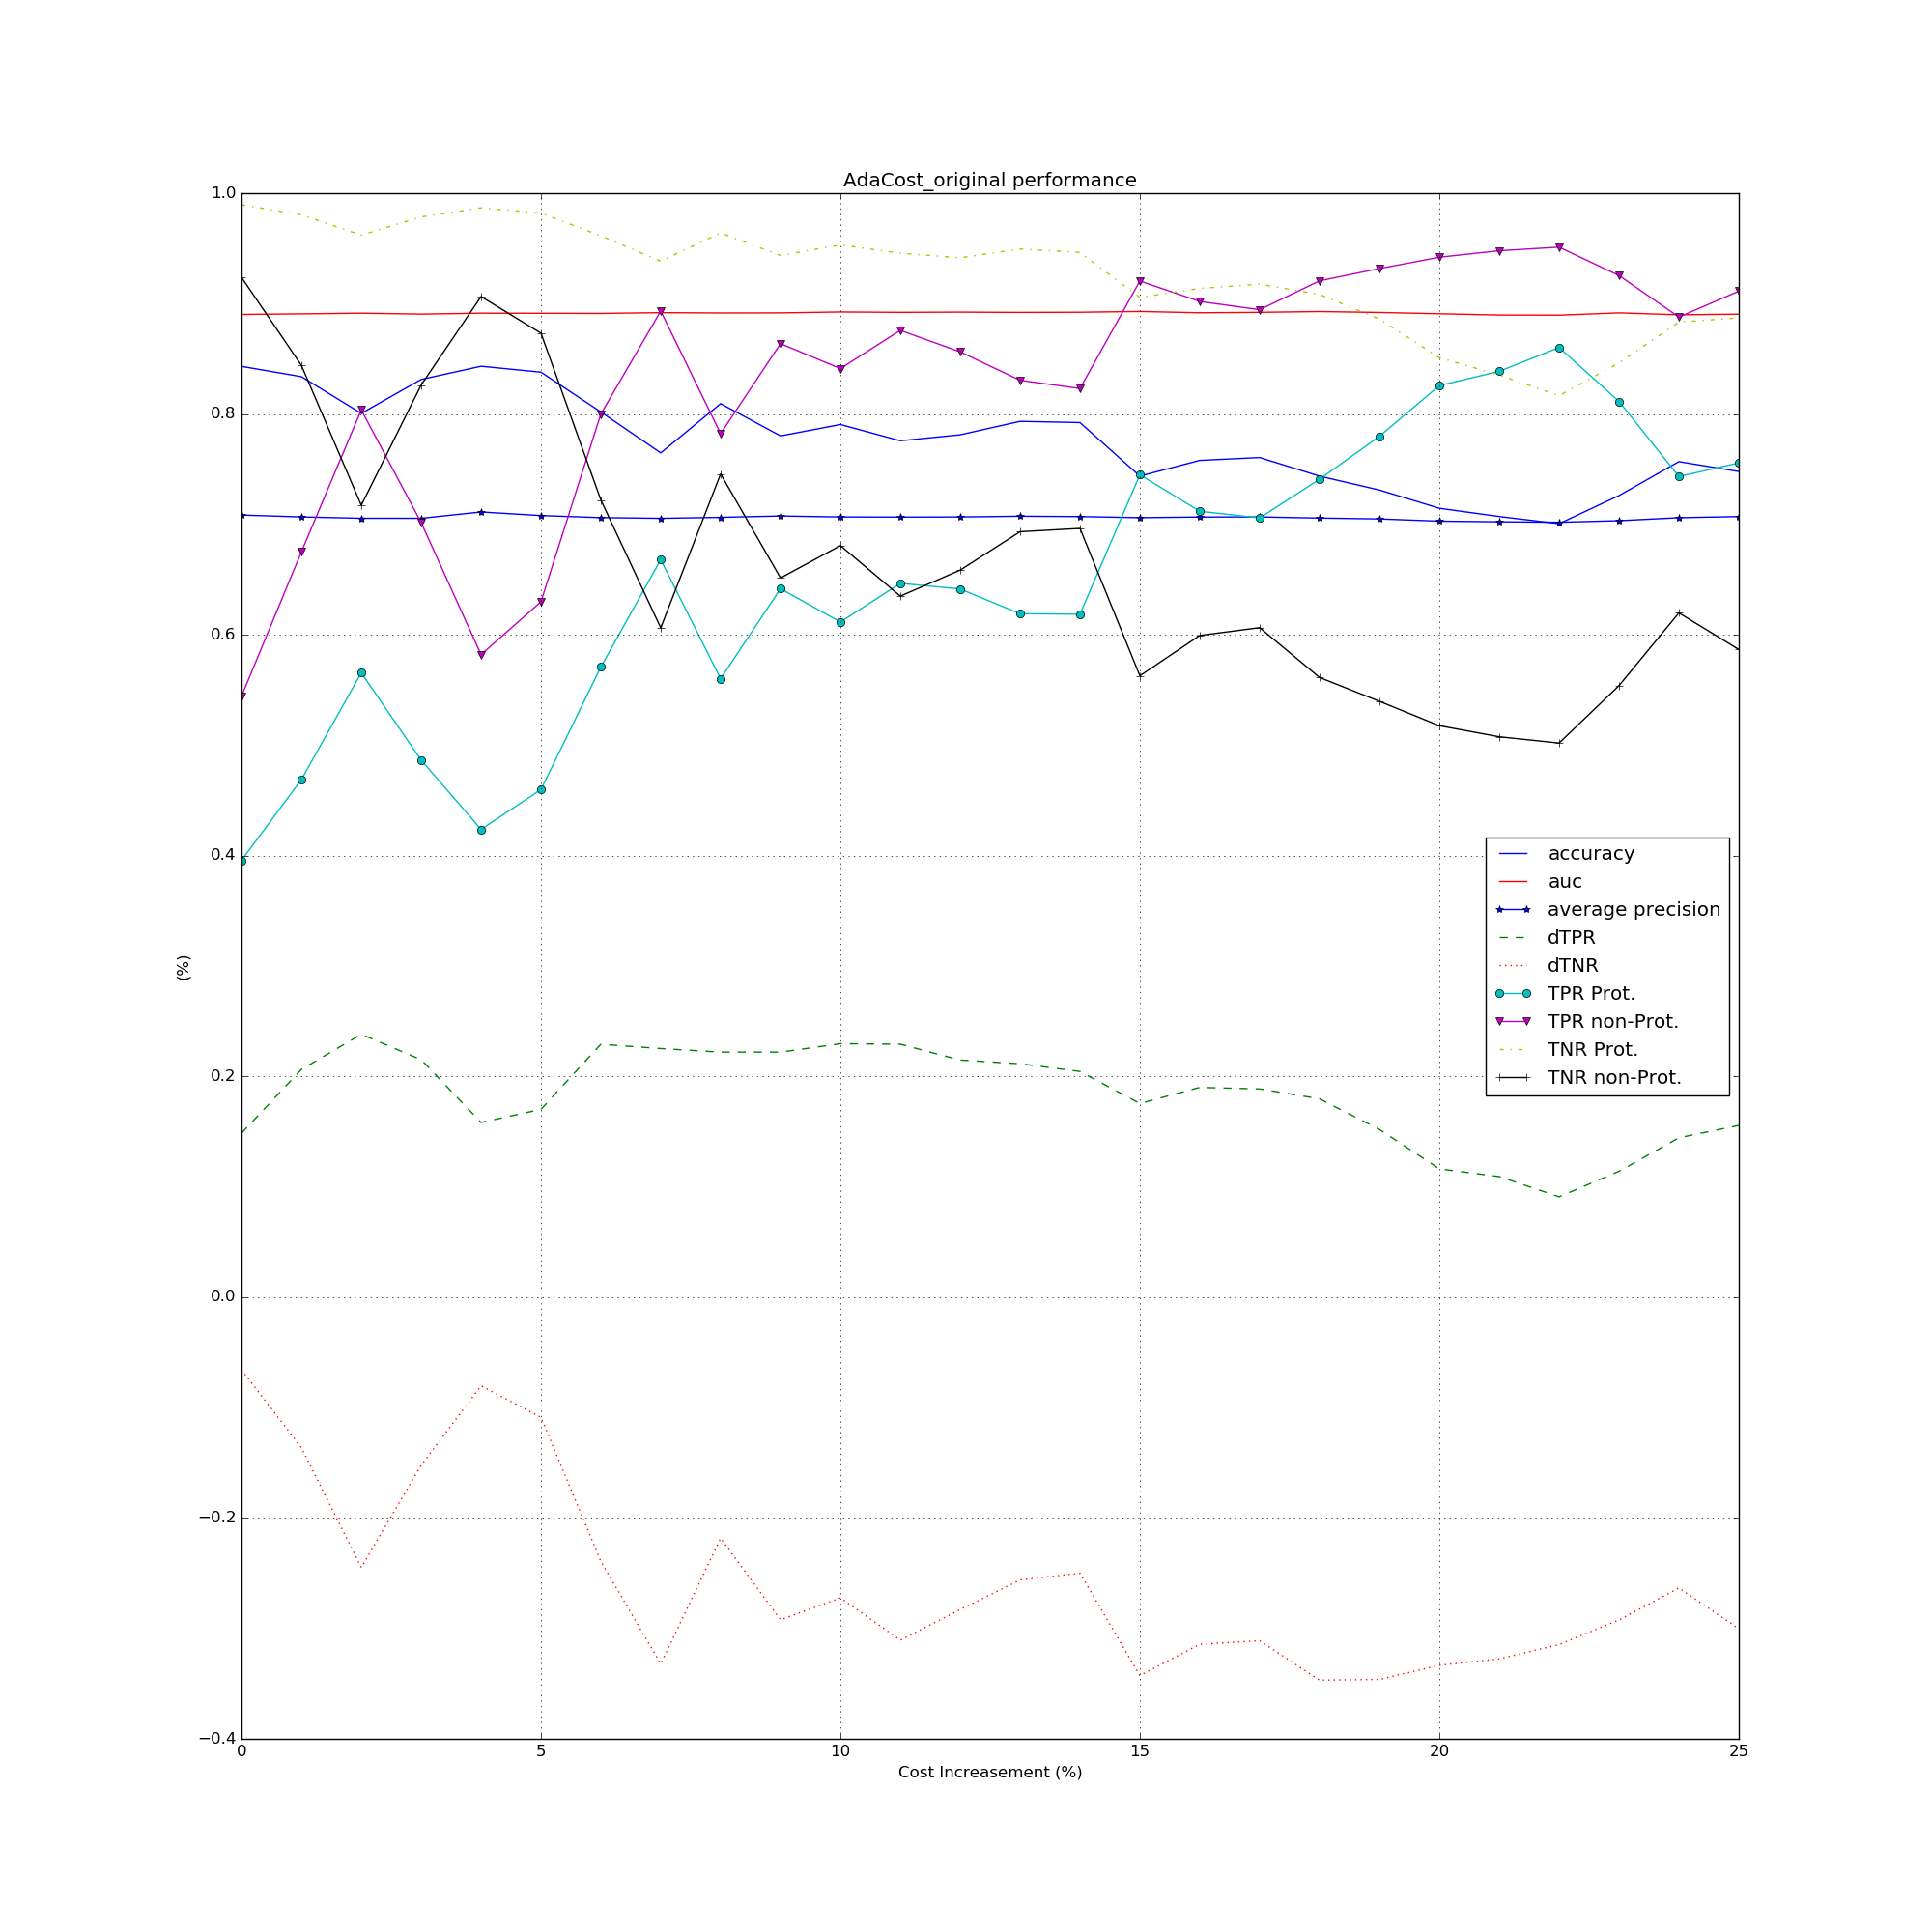 AdaCost_original performance
1.0
0.8
0.6
0.4
0.2
0.0
−0.2
−0.4
(%)
accuracy
auc
average precision
dTPR
dTNR
TPR Prot.
TPR non-Prot.
TNR Prot.
TNR non-Prot.
0 5 10 15 20 25
Cost Increasement (%)